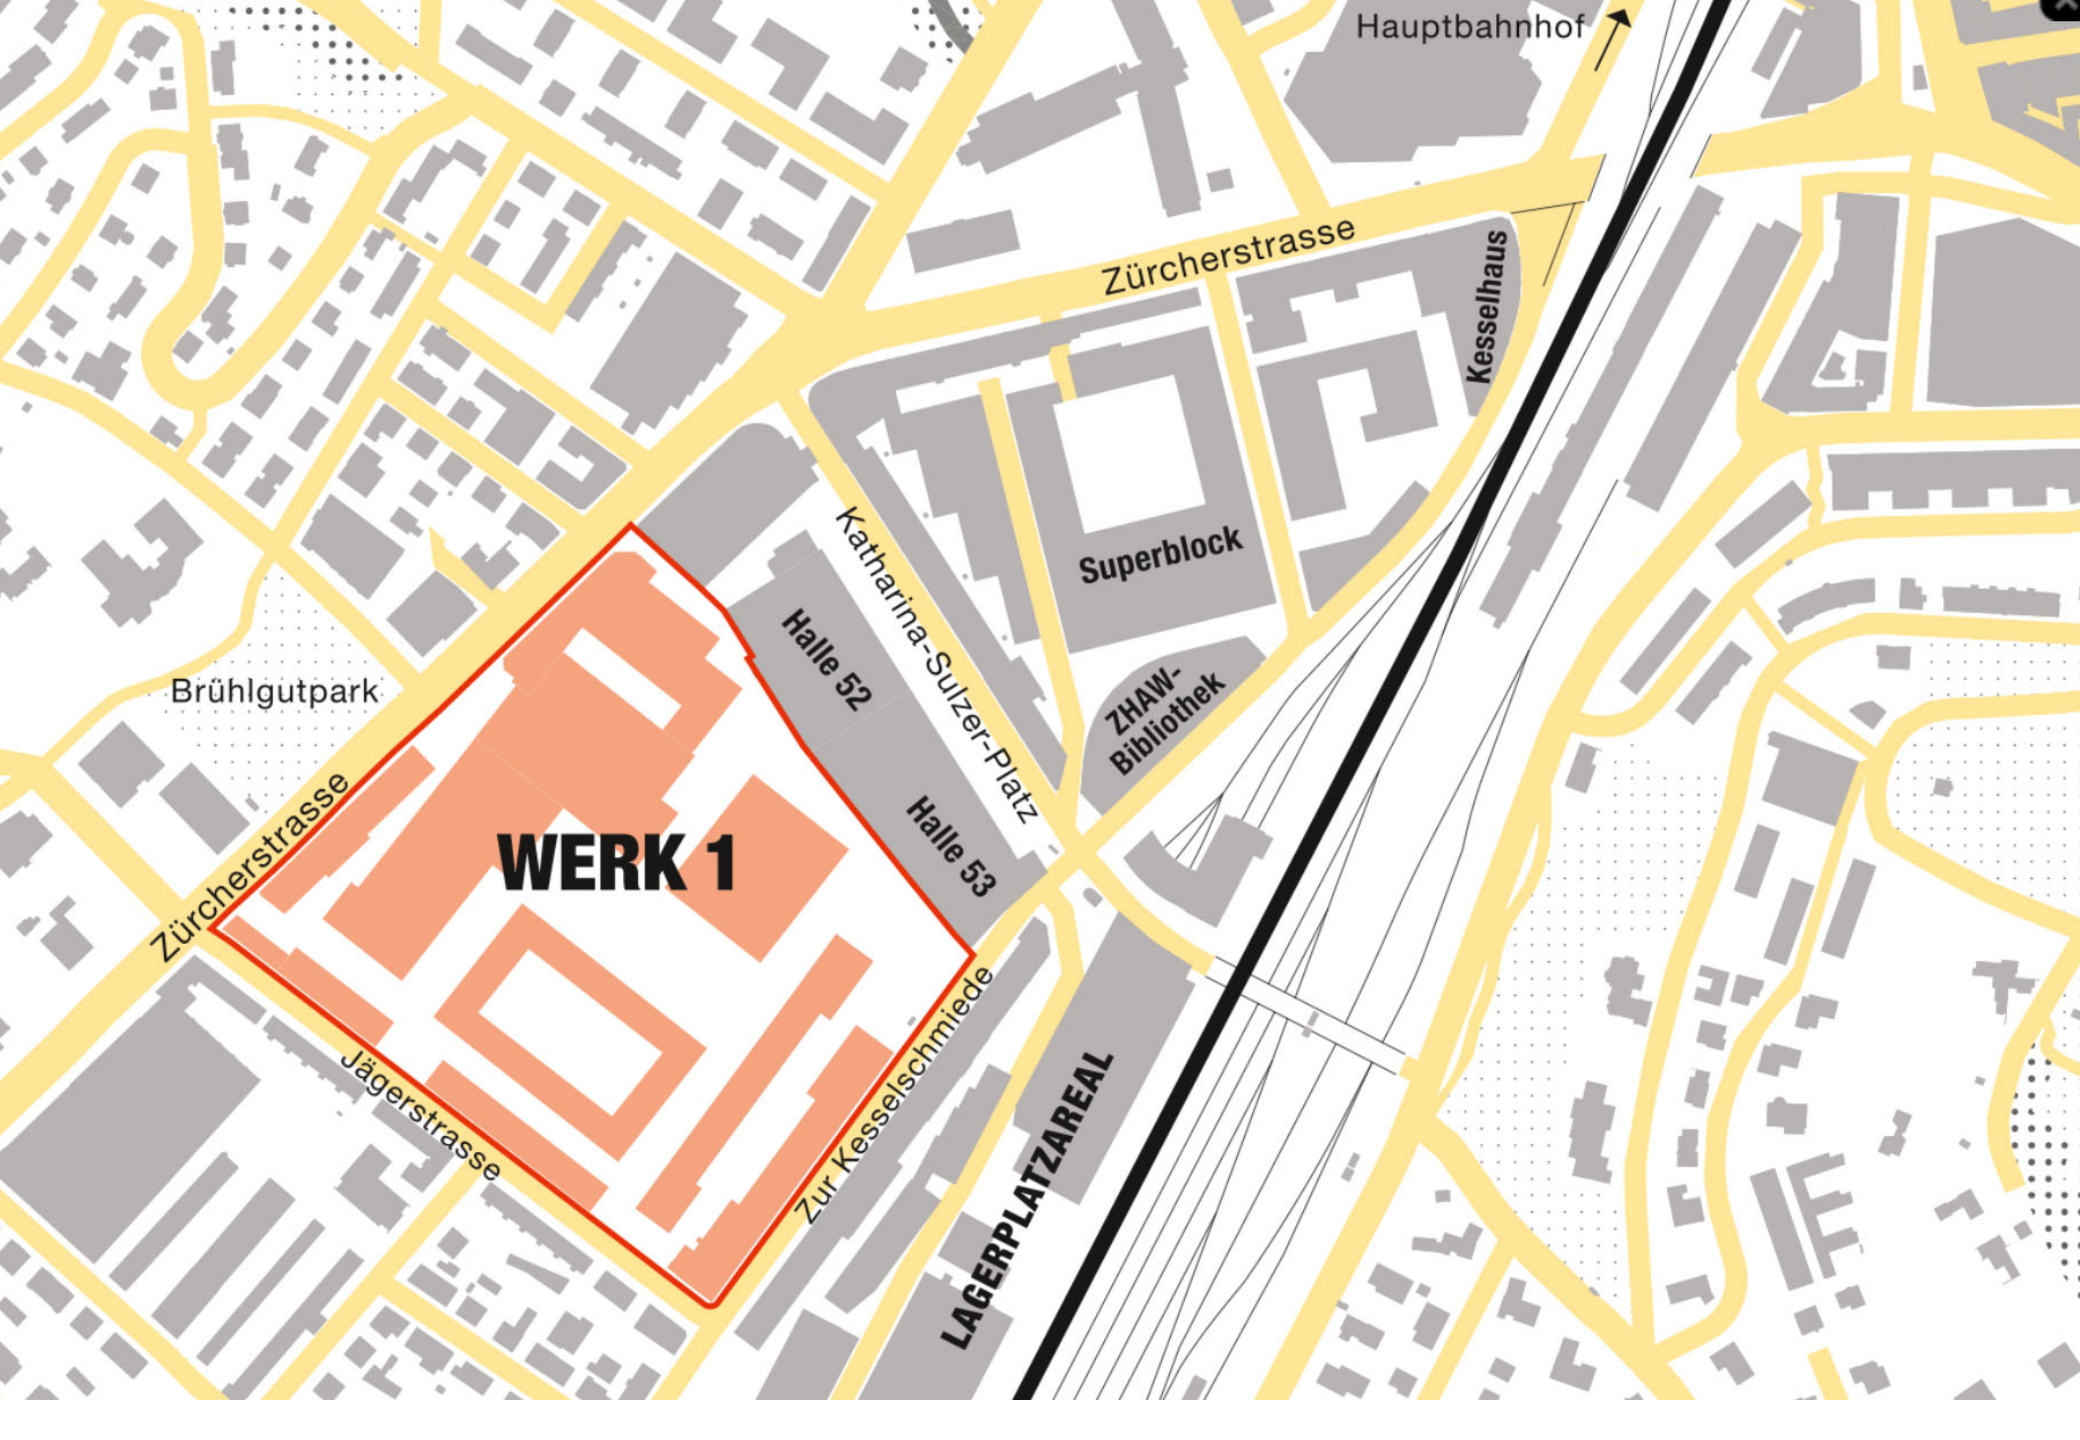 Hauptbahnhof
Zürcherstrasse
Kesselhaus
Katharina-Sulzer-Platz
Superblock
Halle 52
ZHAW-
Bibliothek
Brühlgutpark
Halle 53
WERK 1
Zürcherstrasse
Jägerstrasse
Zur Kesselschmiede
LAGERPLATZAREAL